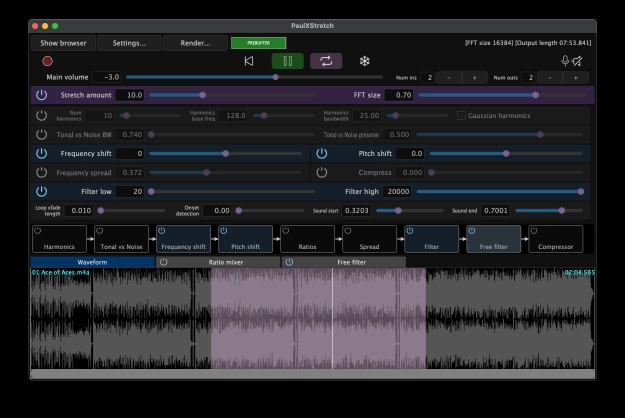 PaulXStretch
Show browser Settings... Render... PREBUFFER [FFT size 16384] [Output length 07:53.841]
Main volume -3.0 Num ins 2 - + Num outs 2 - +
Stretch amount 10.0 FFT size 0.70
Num harmonics 10 Harmonics base freq 128.0 Harmonics bandwidth 25.00 Gaussian harmonics
Tonal vs Noise BW 0.740 Tonal vs Noise preserve 0.500
Frequency shift 0 Pitch shift 0.0
Frequency spread 0.372 Compress 0.000
Filter low 20 Filter high 20000
Loop xfade length 0.010 Onset detection 0.00 Sound start 0.3203 Sound end 0.7001
Harmonics Tonal vs Noise Frequency shift Pitch shift Ratios Spread Filter Free filter Compressor
Waveform Ratio mixer Free filter
01 Ace of Aces.m4a 02:04.565